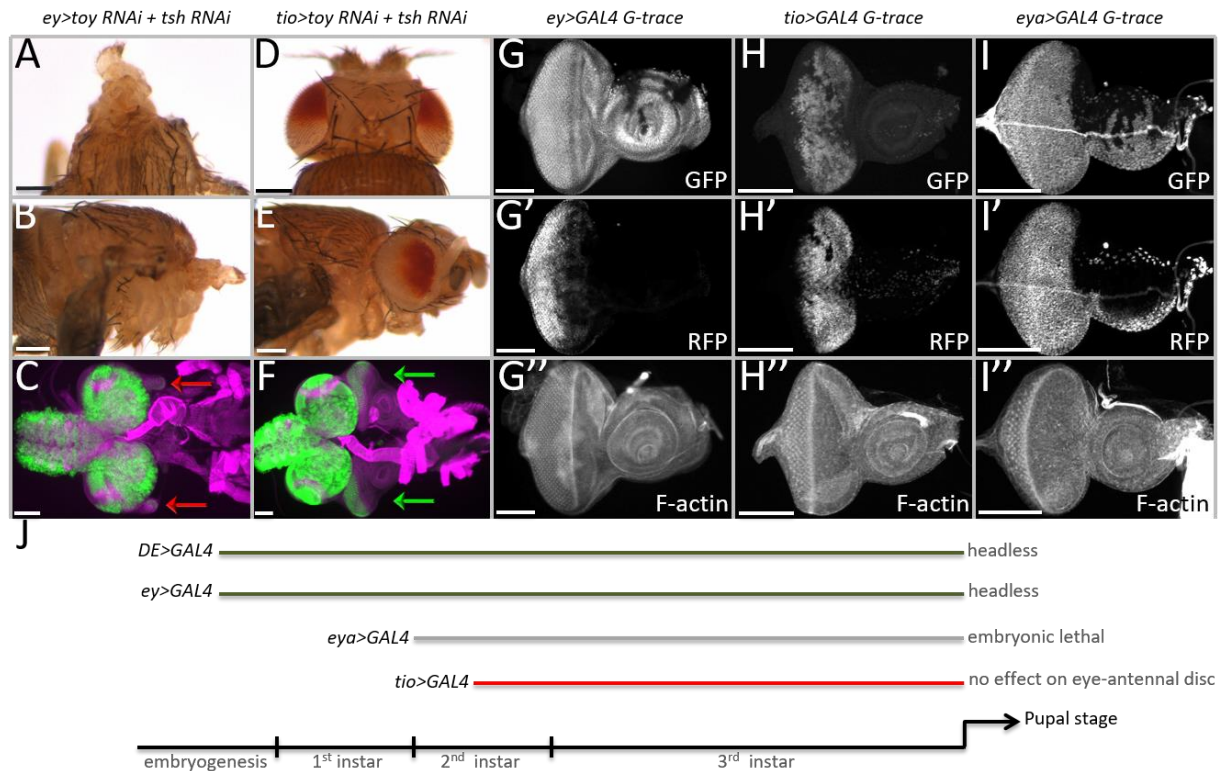 ey>toy RNAi + tsh RNAi
tio>toy RNAi + tsh RNAi
ey>GAL4 G-trace
tio>GAL4 G-trace
eya>GAL4 G-trace
A
D
G
GFP
H
GFP
I
GFP
B
E
G'
RFP
H'
RFP
I'
RFP
C
F
G''
F-actin
H''
F-actin
I''
F-actin
J
DE>GAL4 headless
ey>GAL4 headless
eya>GAL4 embryonic lethal
tio>GAL4 no effect on eye-antennal disc
Pupal stage
embryogenesis 1st instar 2nd instar 3rd instar